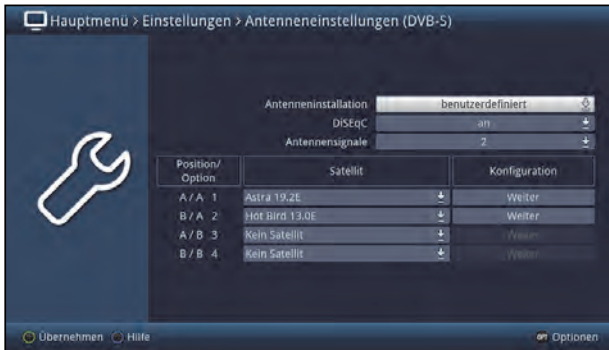 Hauptmenü > Einstellungen > Antenneneinstellungen (DVB-S)
Antenneninstallation benutzerdefiniert
DiSEqC an
Antennensignale 2
Position/ Option Satellit Konfiguration
A/A 1 Astra 19.2E Weiter
B/A 2 Hot Bird 13.0E Weiter
A/B 3 Kein Satellit Weiter
B/B 4 Kein Satellit Weiter
Übernehmen Hilfe OPT Optionen